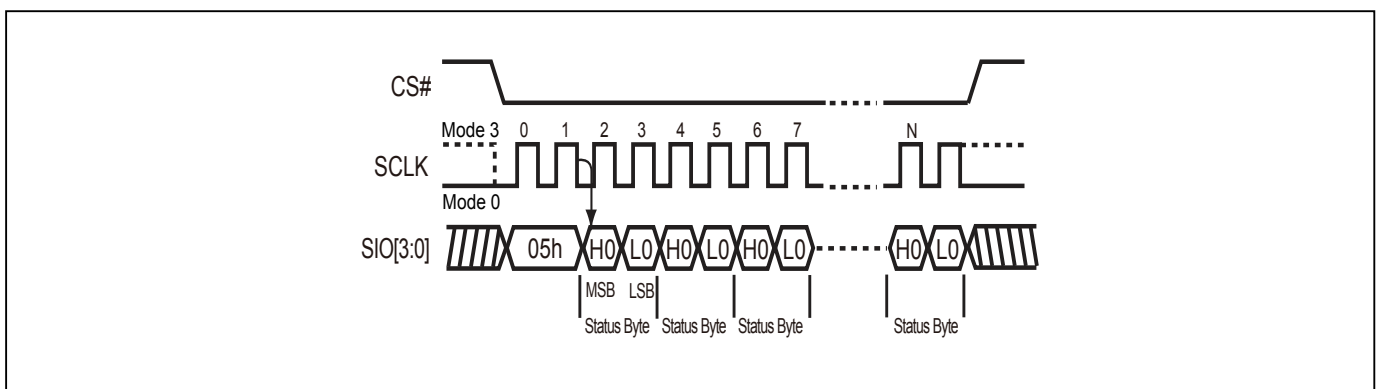 CS#
Mode 3 0 1 2 3 4 5 6 7 N
SCLK
Mode 0
SIO[3:0] 05h H0 L0 H0 L0 H0 L0 H0 L0
MSB LSB
Status Byte Status Byte Status Byte Status Byte